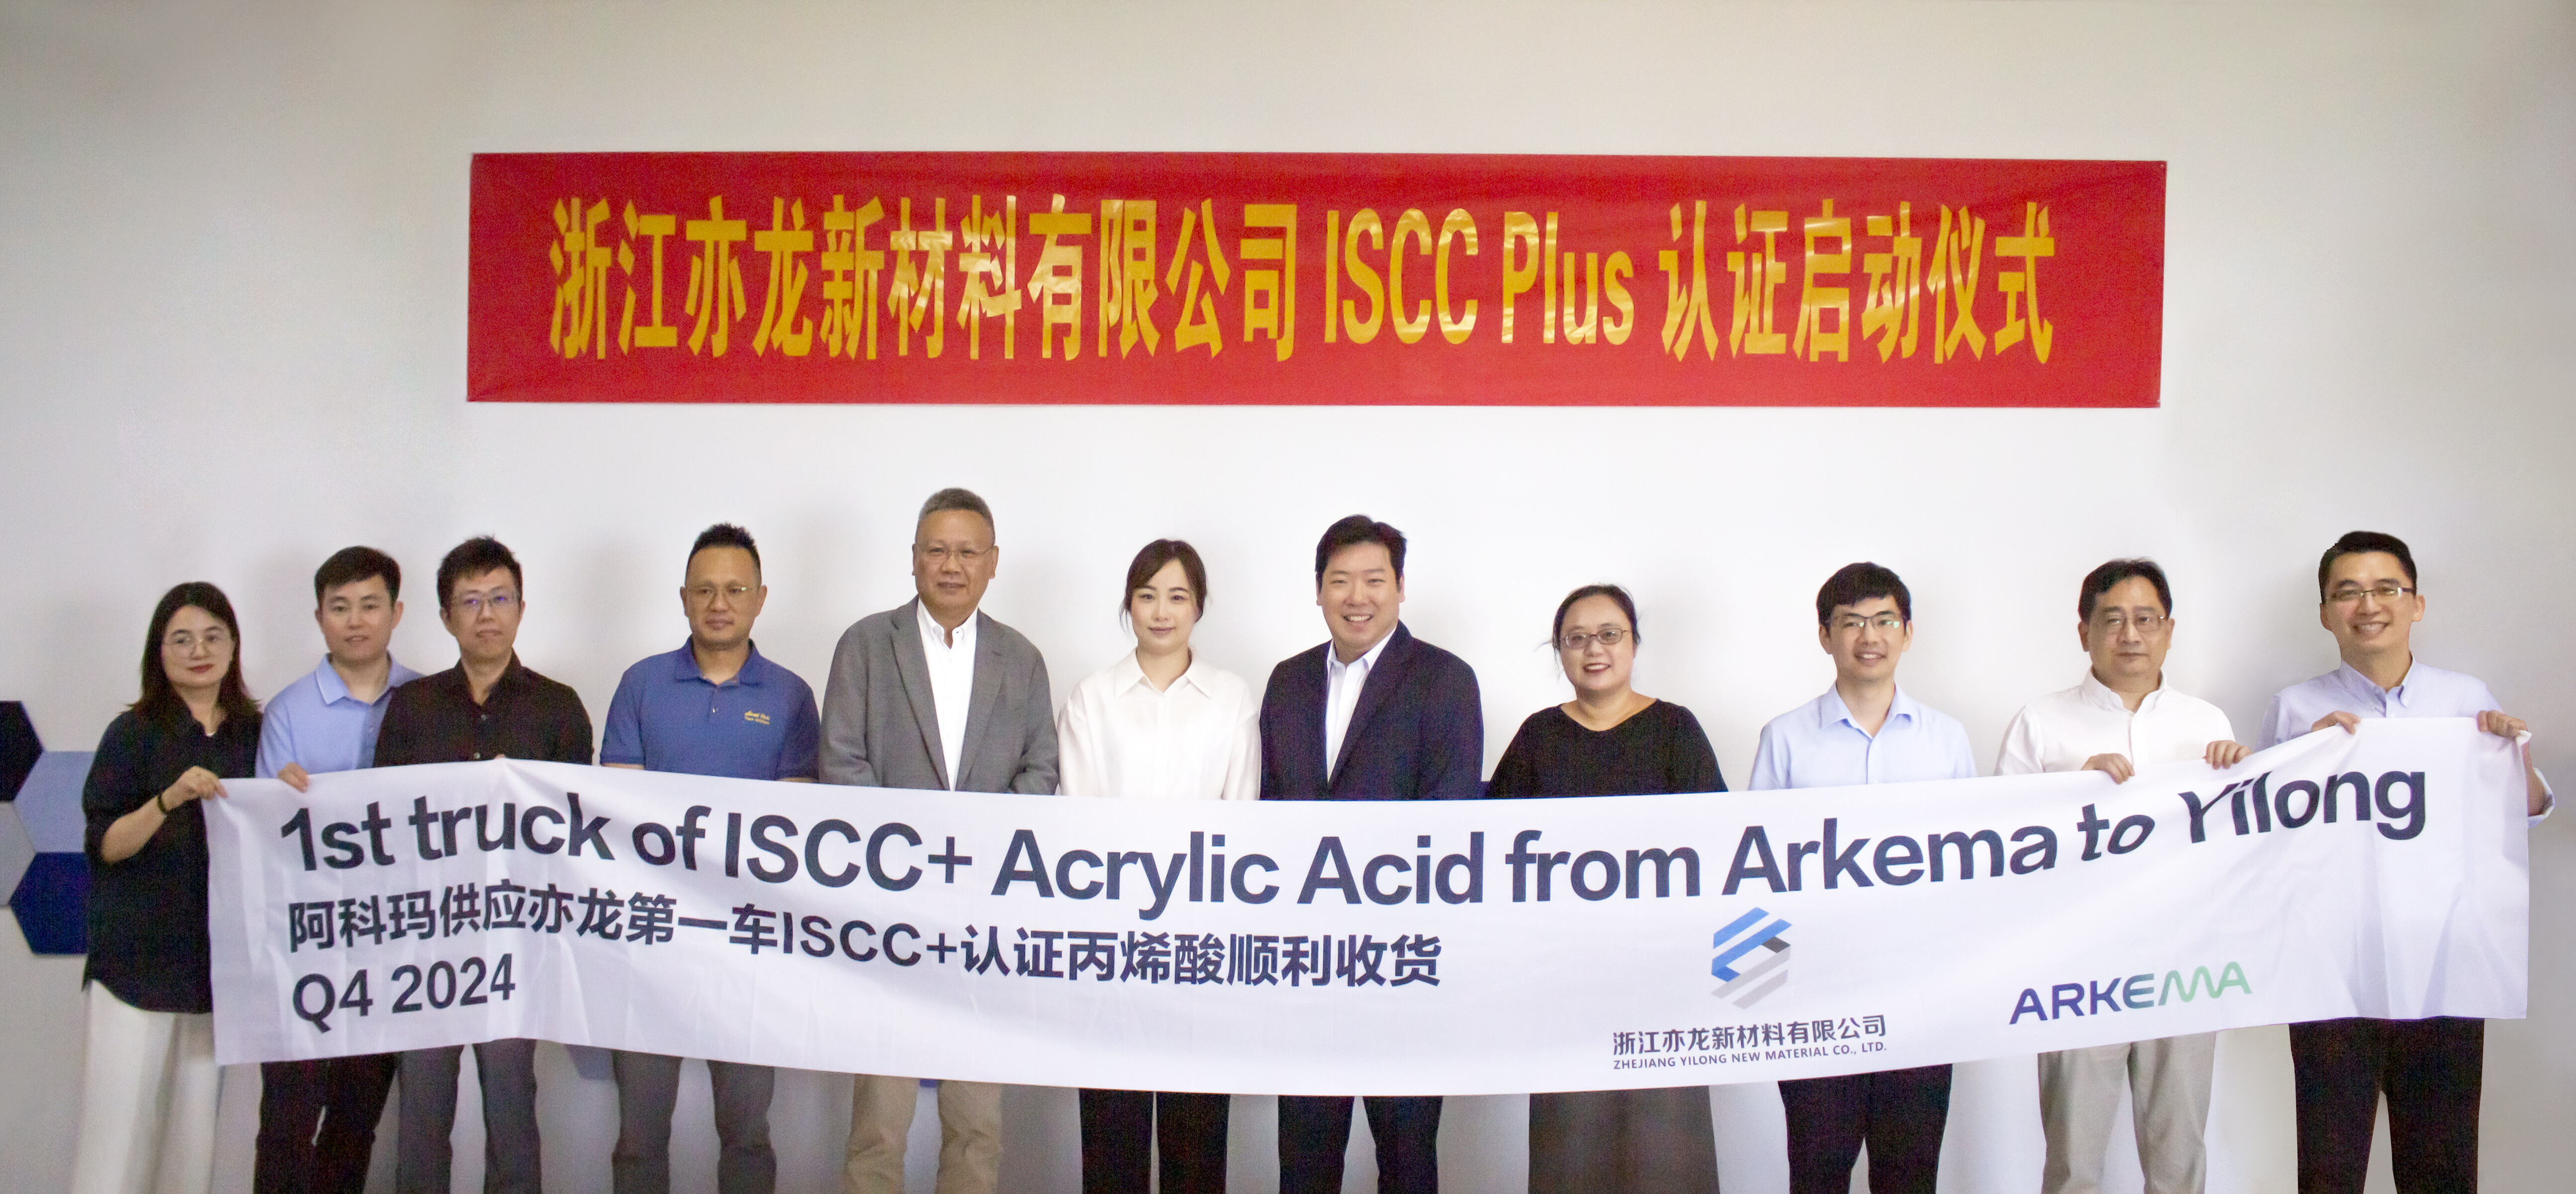 浙江亦龙新材料有限公司 ISCC Plus 认证启动仪式
1st truck of ISCC+ Acrylic Acid from Arkema to Yilong
阿科玛供应亦龙第一车ISCC+认证丙烯酸顺利收货
Q4 2024
浙江亦龙新材料有限公司
ZHEJIANG YILONG NEW MATERIAL CO., LTD.
ARKEMA